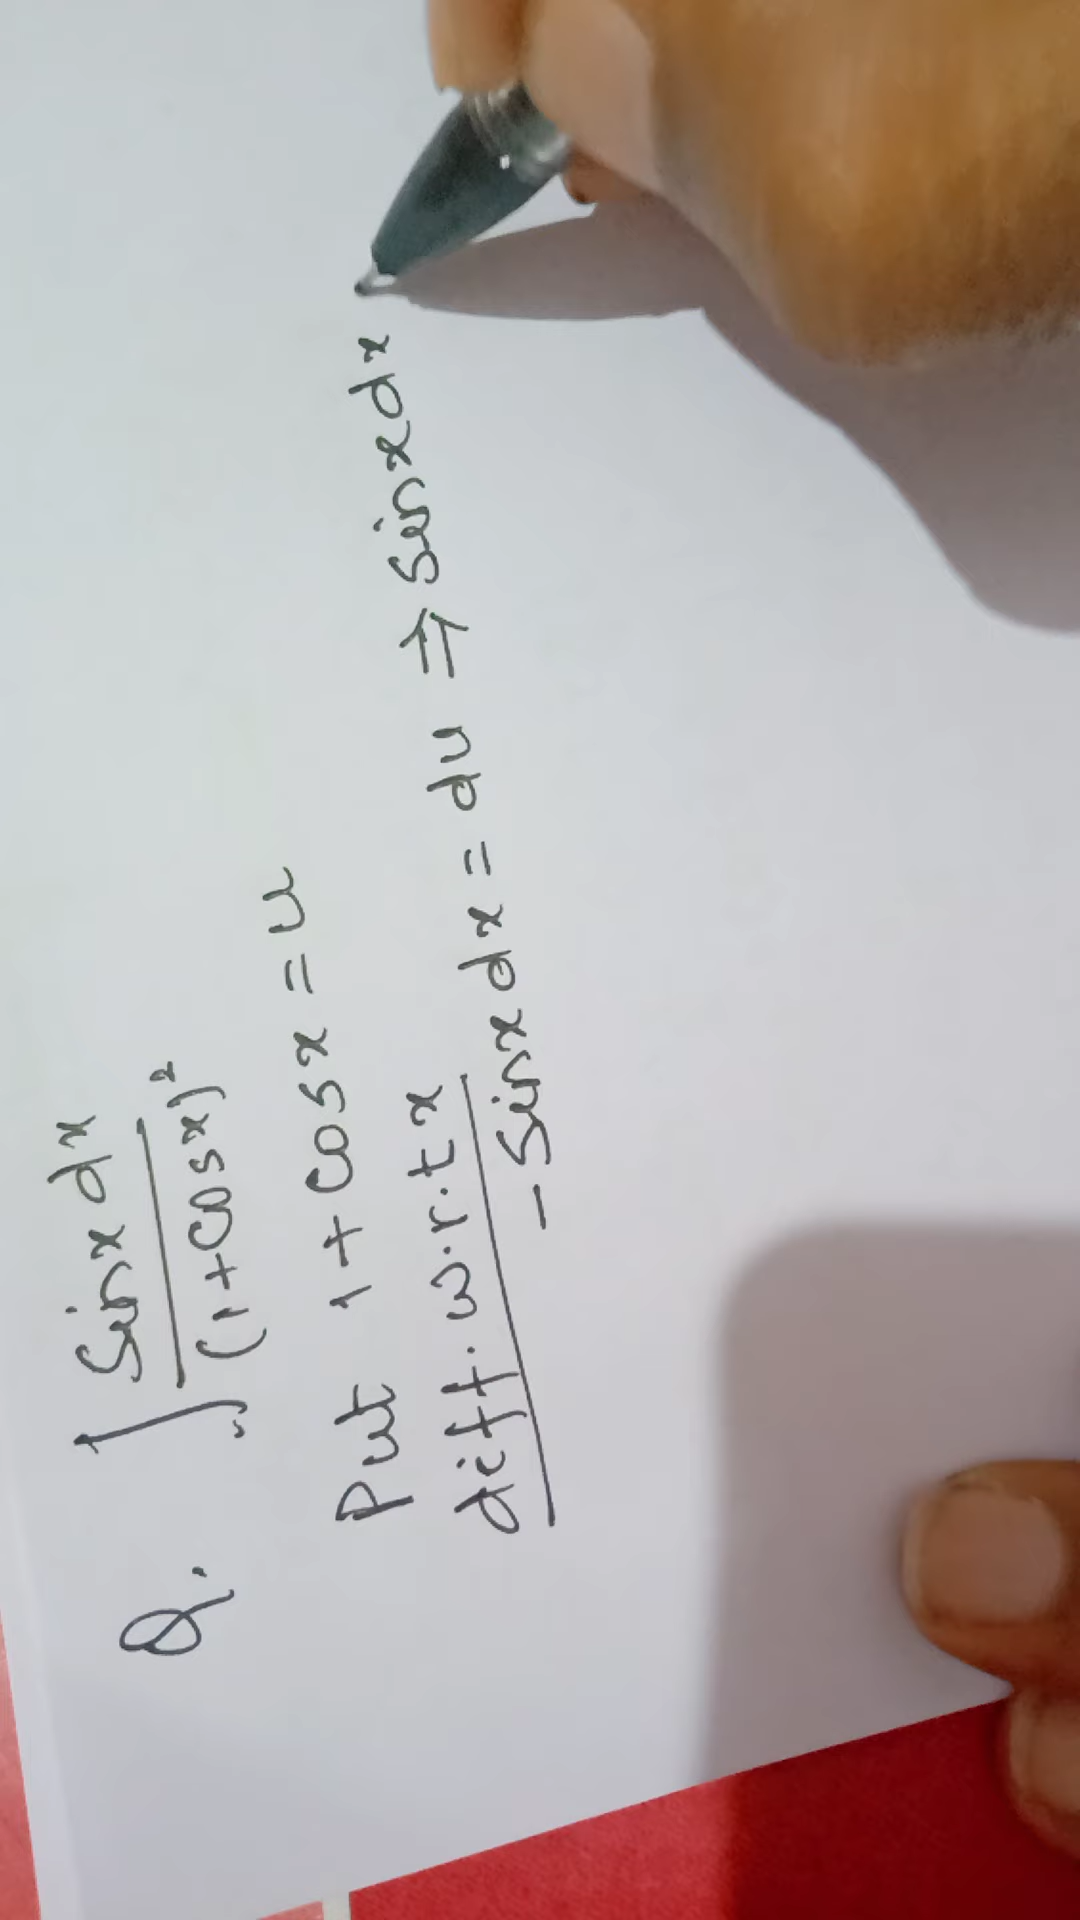 Q. ∫ Sinx dx / (1+cosx)²
Put 1+cosx = u
diff. w.r.t x
-Sinx dx = du ⇒ Sinx dx